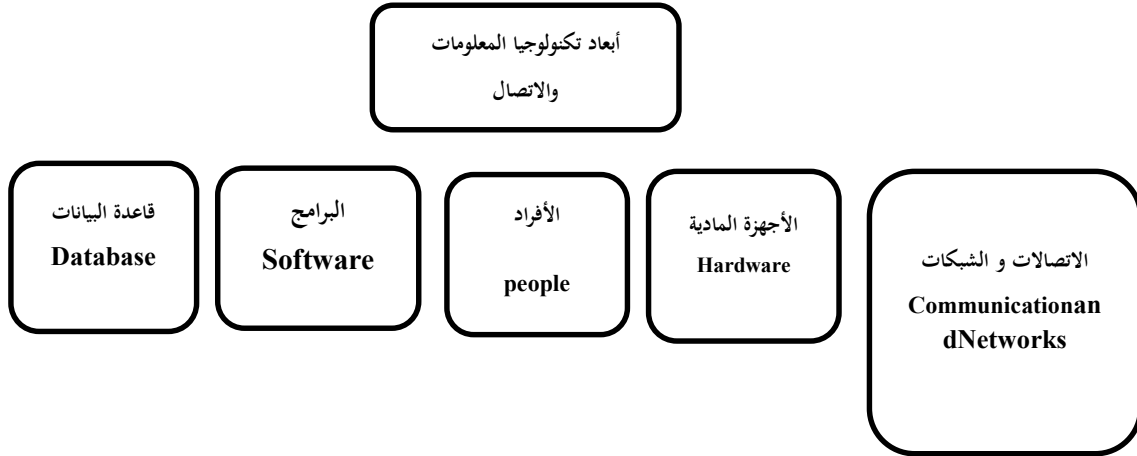 أبعاد تكنولوجيا المعلومات
والاتصال
الاتصالات و الشبكات
Communicationan
dNetworks
الأجهزة المادية
Hardware
الأفراد
people
البرامج
Software
قاعدة البيانات
Database